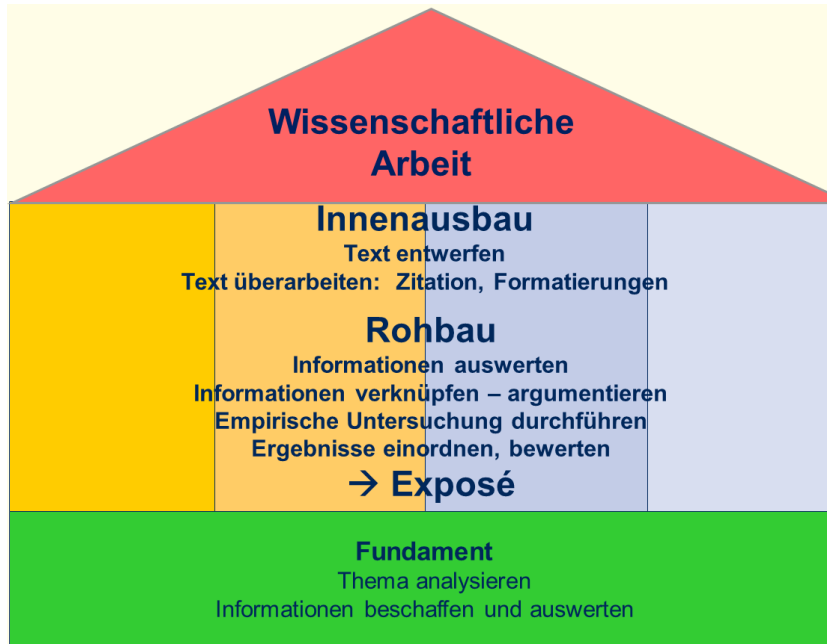 Wissenschaftliche
Arbeit
Innenausbau
Text entwerfen
Text überarbeiten: Zitation, Formatierungen
Rohbau
Informationen auswerten
Informationen verknüpfen – argumentieren
Empirische Untersuchung durchführen
Ergebnisse einordnen, bewerten
→ Exposé
Fundament
Thema analysieren
Informationen beschaffen und auswerten